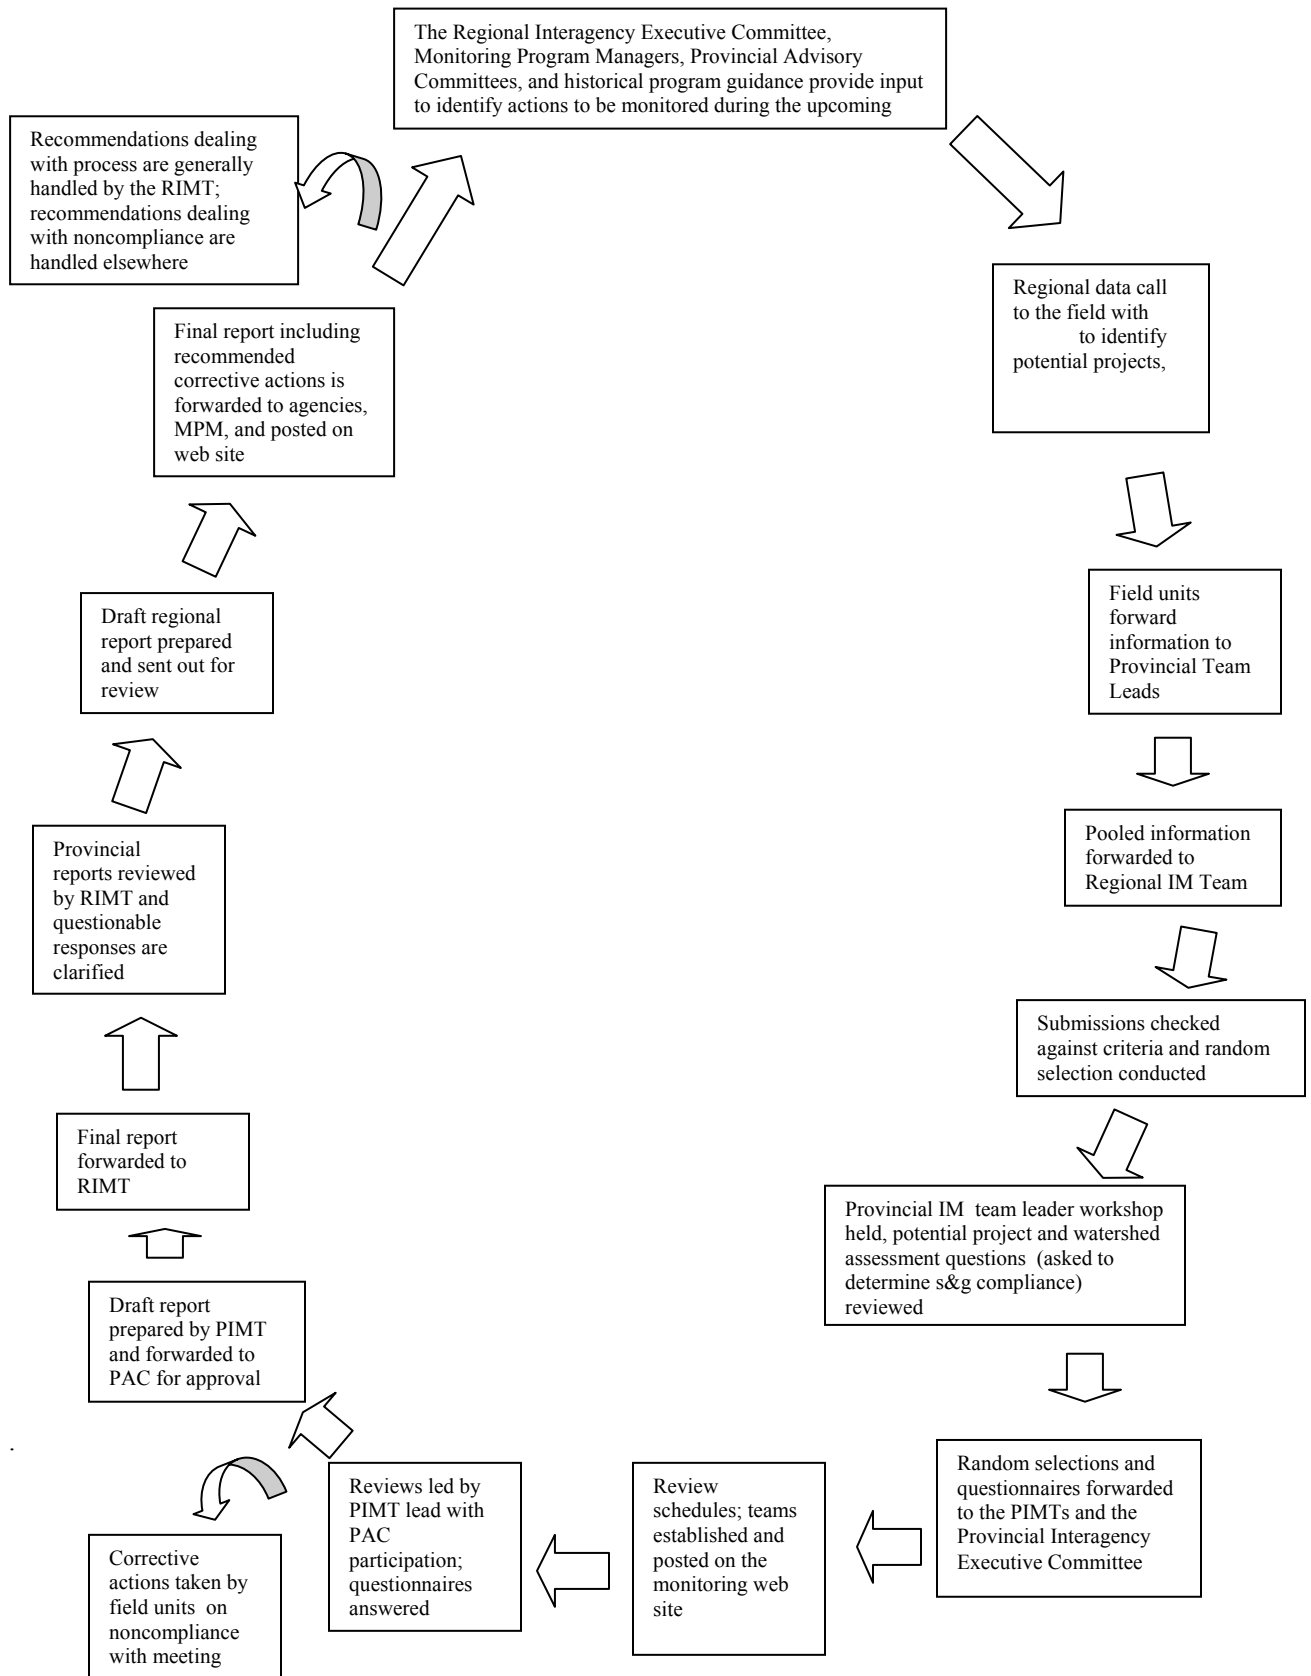 The Regional Interagency Executive Committee,
Monitoring Program Managers, Provincial Advisory
Committees, and historical program guidance provide input
to identify actions to be monitored during the upcoming
Recommendations dealing
with process are generally
handled by the RIMT;
recommendations dealing
with noncompliance are
handled elsewhere
Regional data call
to the field with
to identify
potential projects,
Final report including
recommended
corrective actions is
forwarded to agencies,
MPM, and posted on
web site
Field units
forward
information to
Provincial Team
Leads
Draft regional
report prepared
and sent out for
review
Pooled information
forwarded to
Regional IM Team
Provincial
reports reviewed
by RIMT and
questionable
responses are
clarified
Submissions checked
against criteria and random
selection conducted
Final report
forwarded to
RIMT
Provincial IM  team leader workshop
held, potential project and watershed
assessment questions  (asked to
determine s&g compliance)
reviewed
Draft report
prepared by PIMT
and forwarded to
PAC for approval
.
Random selections and
questionnaires forwarded
to the PIMTs and the
Provincial Interagency
Executive Committee
Review
schedules; teams
established and
posted on the
monitoring web
site
Reviews led by
PIMT lead with
PAC
participation;
questionnaires
answered
Corrective
actions taken by
field units  on
noncompliance
with meeting